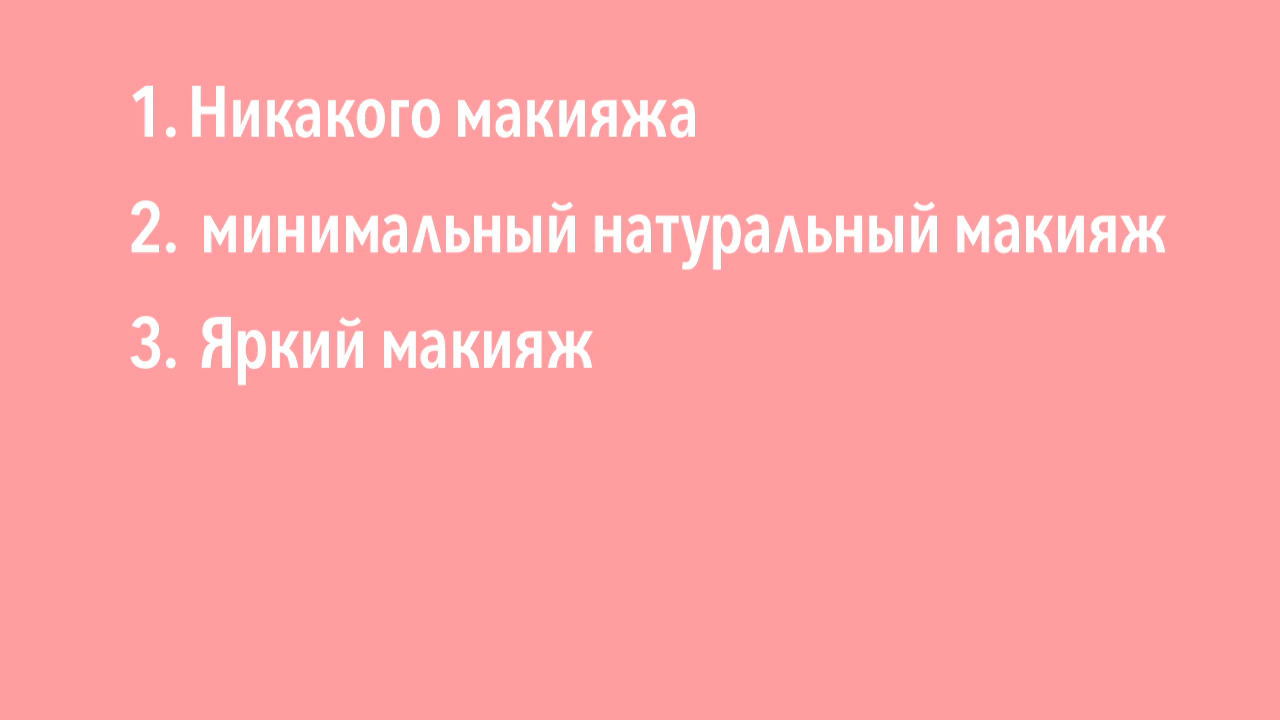 1. Никакого макияжа
2. минимальный натуральный макияж
3. Яркий макияж